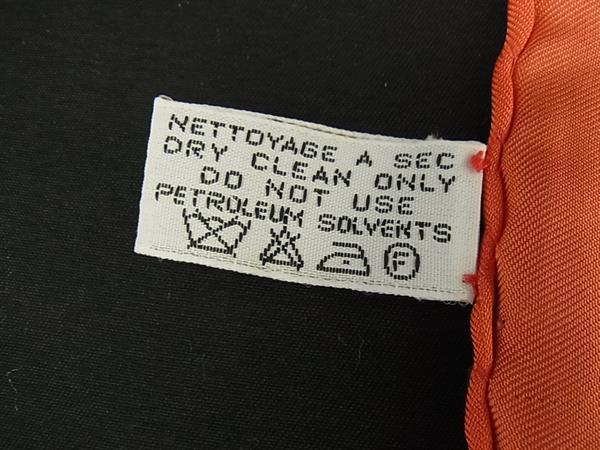 NETTOYAGE A SEC
DRY CLEAN ONLY
DO NOT USE
PETROLEUM SOLVENTS
F